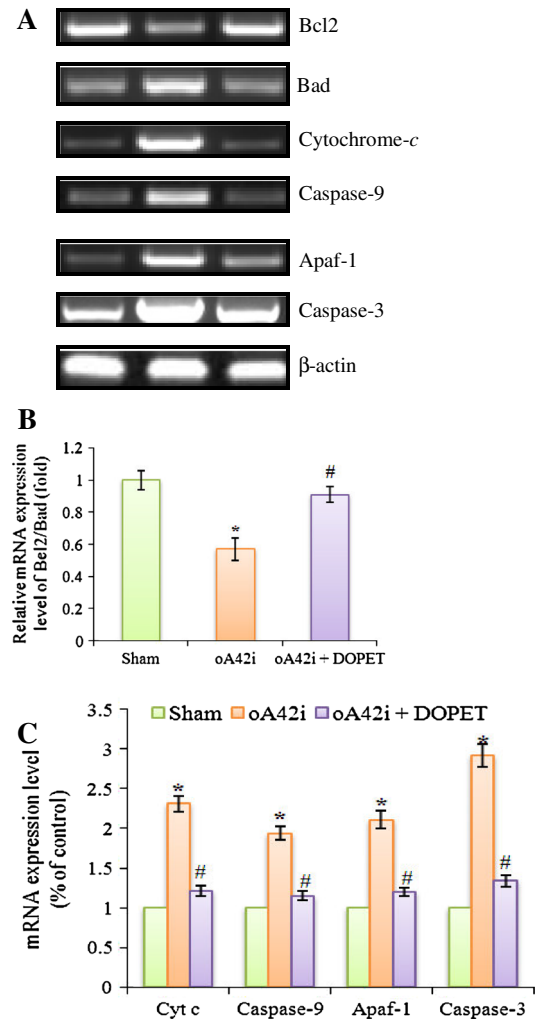 A
Bcl2
Bad
Cytochrome-c
Caspase-9
Apaf-1
Caspase-3
β-actin
B
Relative mRNA expression
level of Bel2/Bad (fold)
1.2
1
0.8
0.6
0.4
0.2
0
*
#
Sham
oA42i
oA42i + DOPET
C
mRNA expression level
(% of control)
3.5
3
2.5
2
1.5
1
0.5
0
Sham
oA42i
oA42i + DOPET
*
#
*
#
*
#
*
#
Cyt c
Caspase-9
Apaf-1
Caspase-3